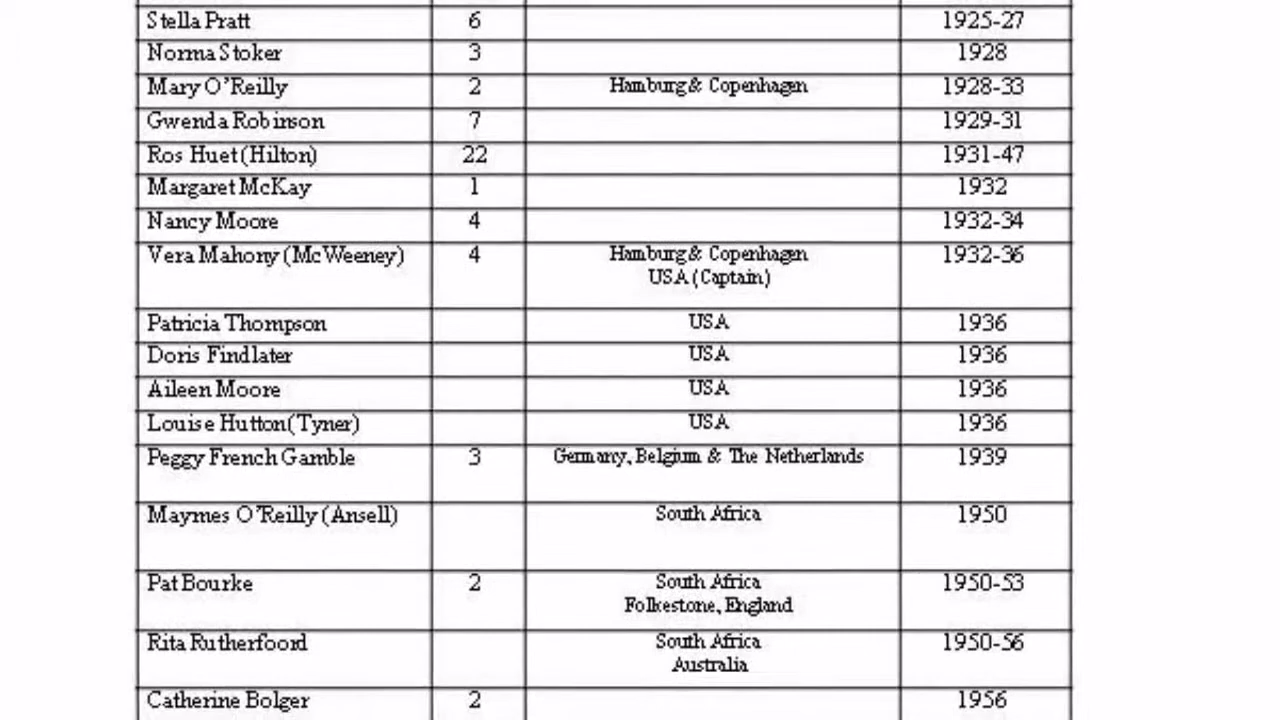 Stella Pratt 6 1925-27
Norma Stoker 3 1928
Mary O'Reilly 2 Hamburg & Copenhagen 1928-33
Gwenda Robinson 7 1929-31
Ros Huet (Hilton) 22 1931-47
Margaret McKay 1 1932
Nancy Moore 4 1932-34
Vera Mahony (McWeeney) 4 Hamburg & Copenhagen 1932-36
USA (Captain)
Patricia Thompson USA 1936
Doris Findlater USA 1936
Aileen Moore USA 1936
Louise Hutton(Tyner) USA 1936
Peggy French Gamble 3 Germany, Belgium & The Netherlands 1939
Maymes O'Reilly (Ansell) South Africa 1950
Pat Bourke 2 South Africa 1950-53
Folkestone, England
Rita Rutherfoord South Africa 1950-56
Australia
Catherine Bolger 2 1956